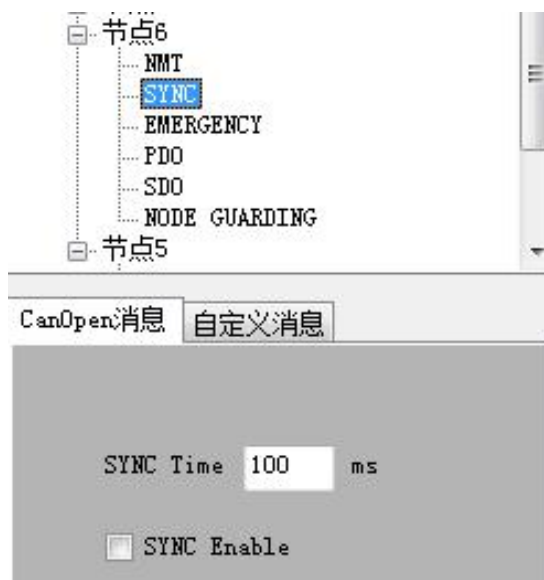 节点6
NMT
SYNC
EMERGENCY
PDO
SDO
NODE GUARDING
节点5
CanOpen消息 自定义消息
SYNC Time 100 ms
SYNC Enable